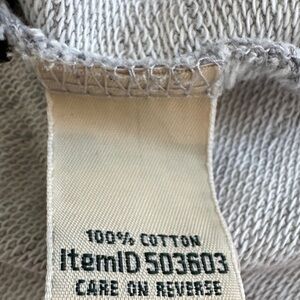 100% COTTON
ItemID 503603
CARE ON REVERSE